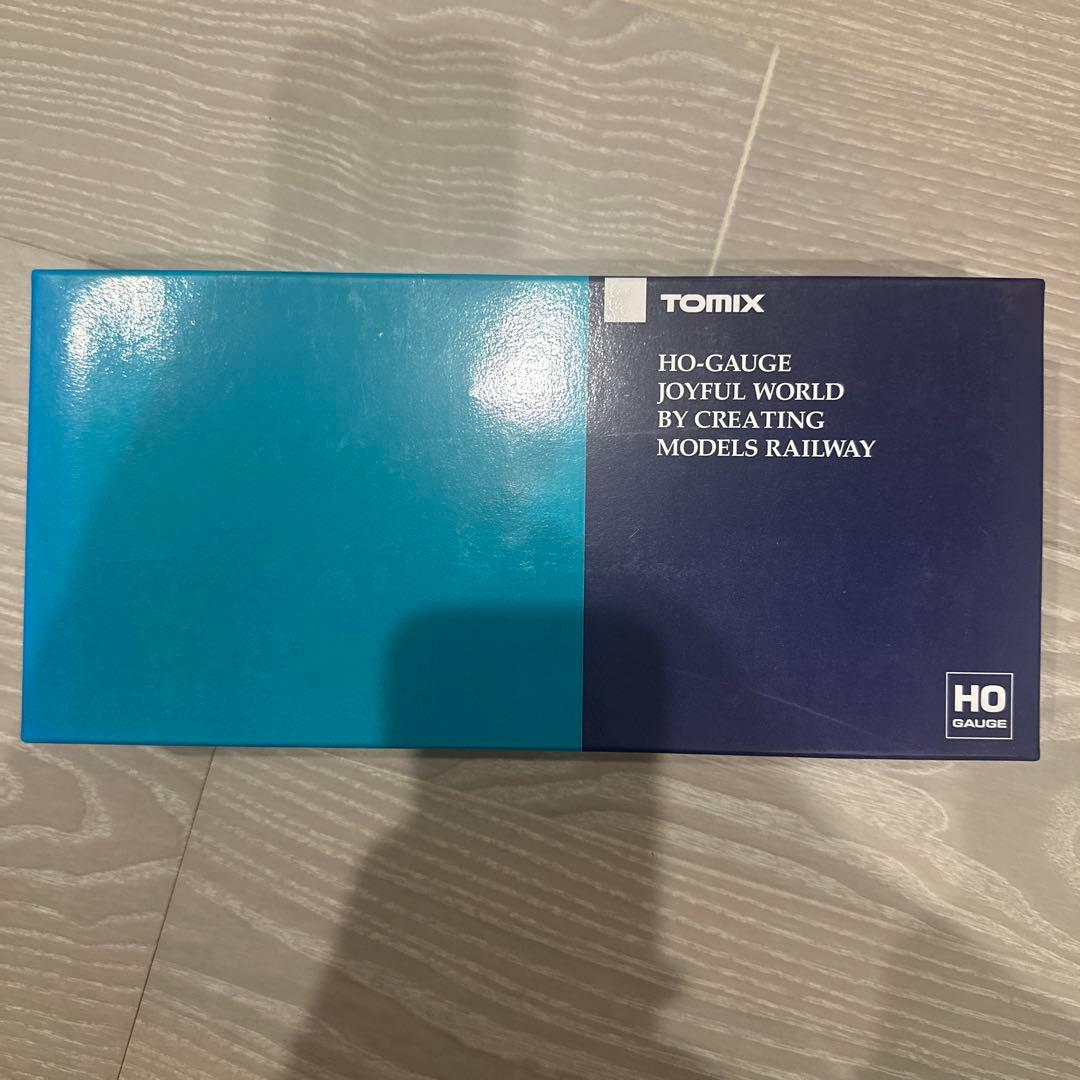 TOMIX
HO-GAUGE
JOYFUL WORLD
BY CREATING
MODELS RAILWAY
HO
GAUGE